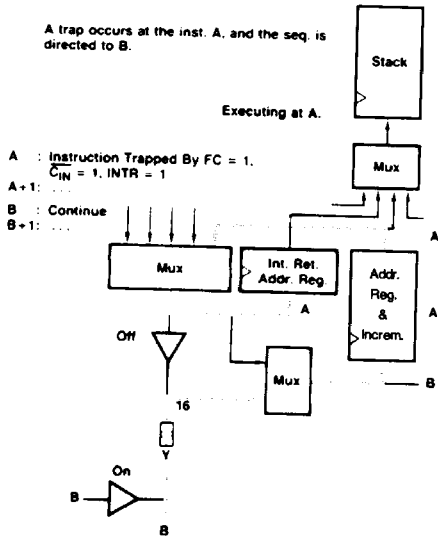 A trap occurs at the inst. A, and the seq. is
directed to B.
Stack
Executing at A.
A : Instruction Trapped By FC = 1,
C̅I̅N̅ = 1, INTR = 1
A+1: ...
B : Continue
B+1: ...
Mux
A
Mux
Int. Ret.
Addr. Reg.
Addr.
Reg.
&
Increm.
A
A
Off
Mux
B
16
Y
On
B
B